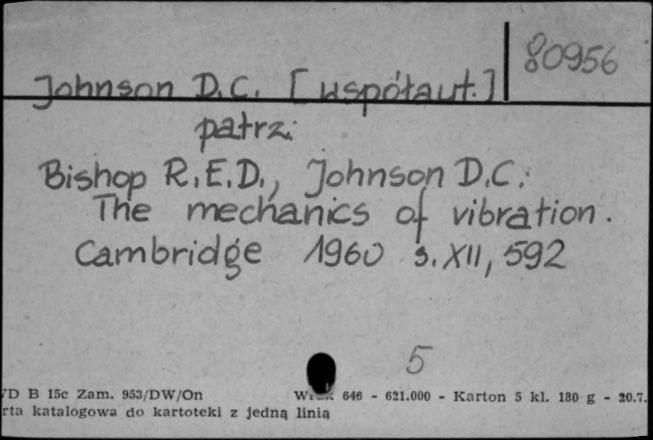 80956
Johnson D.C. [współaut.]
patrz:
Bishop R.E.D., Johnson D.C.:
The mechanics of vibration.
Cambridge 1960 s. XII, 592
5
D B 15c Zam. 953/DW/On 646 - 621.000 - Karton 5 kl. 180 g - 20.7.
rta katalogowa do kartoteki z jedną linią